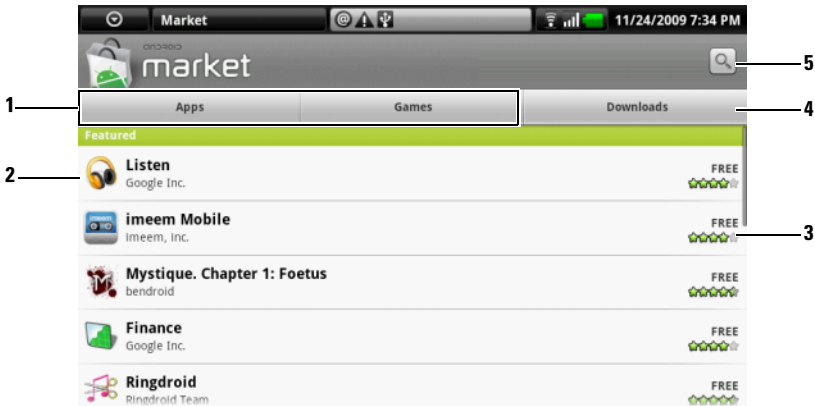 Market
@
11/24/2009 7:34 PM
ANDROID
market
5
1
Apps
Games
Downloads
4
Featured
2
Listen
Google Inc.
FREE
imeem Mobile
imeem, inc.
FREE
3
Mystique. Chapter 1: Foetus
bendroid
FREE
Finance
Google Inc.
FREE
Ringdroid
Ringdroid Team
FREE